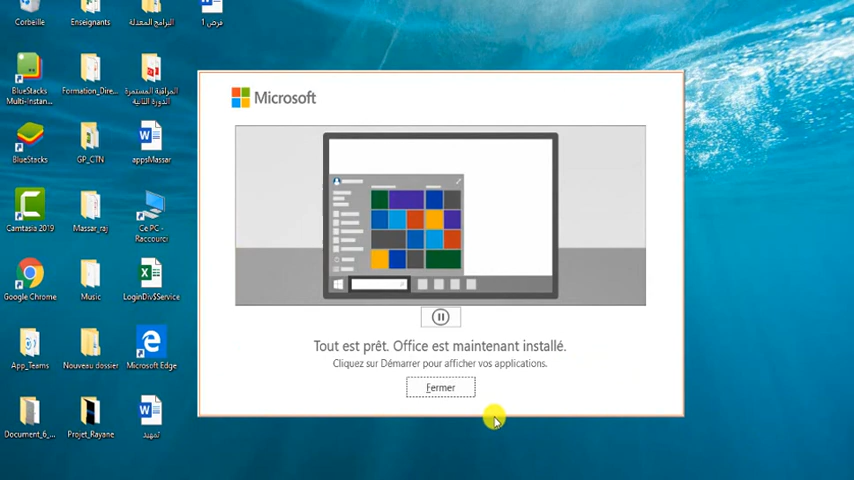 Corbeille
Enseignants
البرامج المعدلة
فرض 1
BlueStacks
Multi-Instan...
Formation_Dire...
المراقبة المستمرة
الدورة الثانية
BlueStacks
GP_CTN
appsMassar
Camtasia 2019
Massar_raj
Ce PC -
Raccourci
Google Chrome
Music
LoginDiv$Service
App_Teams
Nouveau dossier
Microsoft Edge
Document_6_...
Projet_Rayane
تمهيد
Microsoft
Tout est prêt. Office est maintenant installé.
Cliquez sur Démarrer pour afficher vos applications.
Fermer